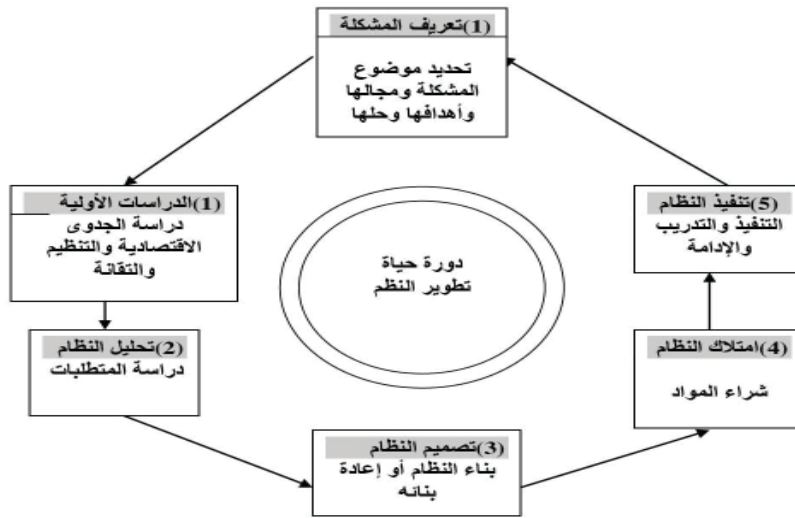 (1)تعريف المشكلة
تحديد موضوع
المشكلة ومجالها
وأهدافها وحلها
(1)الدراسات الأولية
دراسة الجدوى
الاقتصادية والتنظيم
والتقانة
(2)تحليل النظام
دراسة المتطلبات
(3)تصميم النظام
بناء النظام أو إعادة
بنائه
(4)امتلاك النظام
شراء المواد
(5)تنفيذ النظام
التنفيذ والتدريب
والإدامة
دورة حياة
تطوير النظم